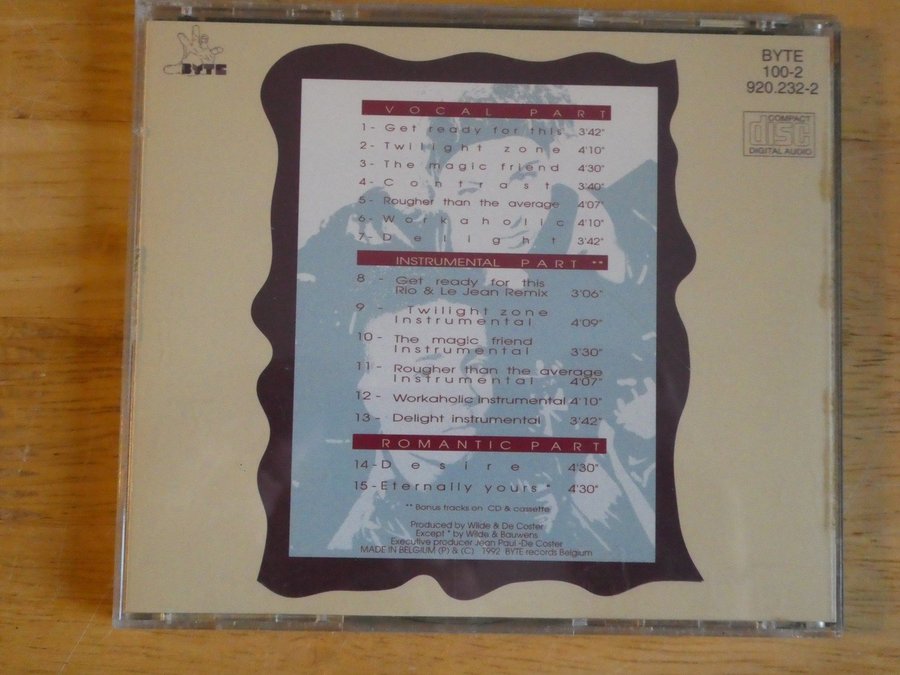 BYTE
BYTE
100-2
920.232-2
COMPACT
disc
DIGITAL AUDIO
VOCAL PART
1- Get ready for this 3'42"
2- Twilight zone 4'10"
3- The magic friend 4'30"
4- Contrast 3'40"
5- Rougher than the average 4'07"
6- Workaholic 4'10"
7- Delight 3'42"
INSTRUMENTAL PART **
8 - Get ready for this
Rio & Le Jean Remix 3'06"
9 - Twilight zone
Instrumental 4'09"
10- The magic friend
Instrumental 3'30"
11- Rougher than the average
Instrumental 4'07"
12- Workaholic instrumental 4'10"
13- Delight instrumental 3'42"
ROMANTIC PART
14-Desire 4'30"
15-Eternally yours * 4'30"
** Bonus tracks on CD & cassette
Produced by Wilde & De Coster
Except * by Wilde & Bauwens
Executive producer Jean Paul -De Coster
MADE IN BELGIUM (P) & (C) 1992 BYTE records Belgium